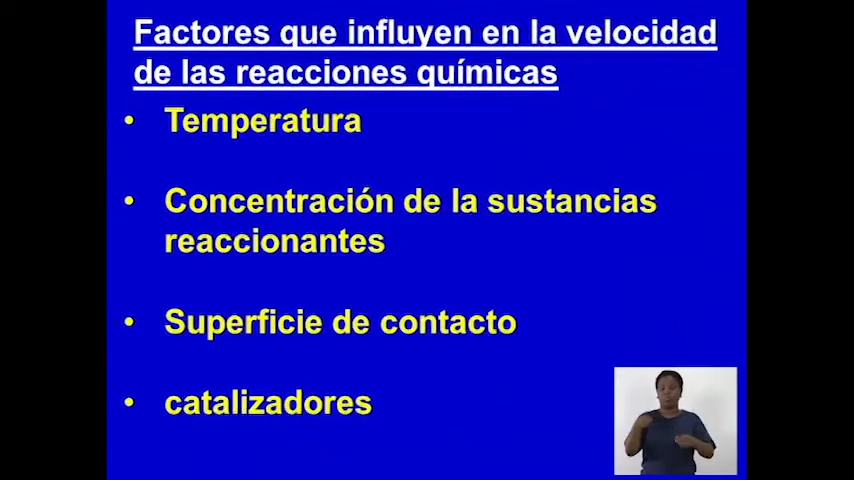 Factores que influyen en la velocidad
de las reacciones químicas
• Temperatura
• Concentración de la sustancias
reaccionantes
• Superficie de contacto
• catalizadores